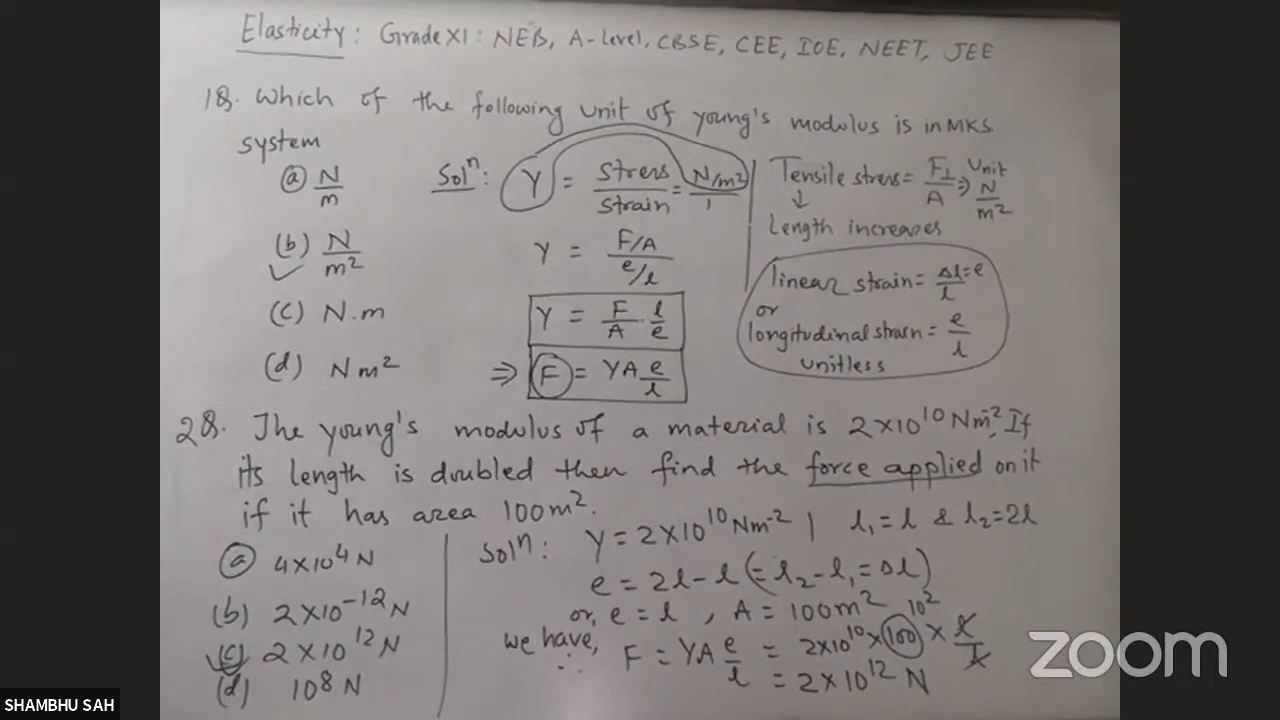 Elasticity: Grade XI: NEB, A-level, CBSE, CEE, IOE, NEET, JEE
1Q. Which of the following unit of young's modulus is in MKS
system
(a) N/m
(b) N/m²
(c) N.m
(d) Nm²
Solⁿ: Y = Stress/Strain = N/m²/1
Y = F/A / e/l
Y = F/A . l/e
⇒ F = YA e/l
Tensile stress = F⊥/A ⇒ Unit N/m²
↓
Length increases
linear strain = Δl=e/l
or
longitudinal strain = e/l
unitless
2Q. The young's modulus of a material is 2×10¹⁰ Nm⁻². If
its length is doubled then find the force applied on it
if it has area 100m².
(a) 4×10⁴ N
(b) 2×10⁻¹² N
(c) 2×10¹² N
(d) 10⁸ N
Solⁿ: Y = 2×10¹⁰ Nm⁻² | l₁ = l & l₂ = 2l
e = 2l - l (= l₂ - l₁ = Δl)
or, e = l, A = 100m²
10²
we have,
∴ F = YA e/l = 2×10¹⁰ × 100 × l/l
= 2×10¹² N
zoom
SHAMBHU SAH